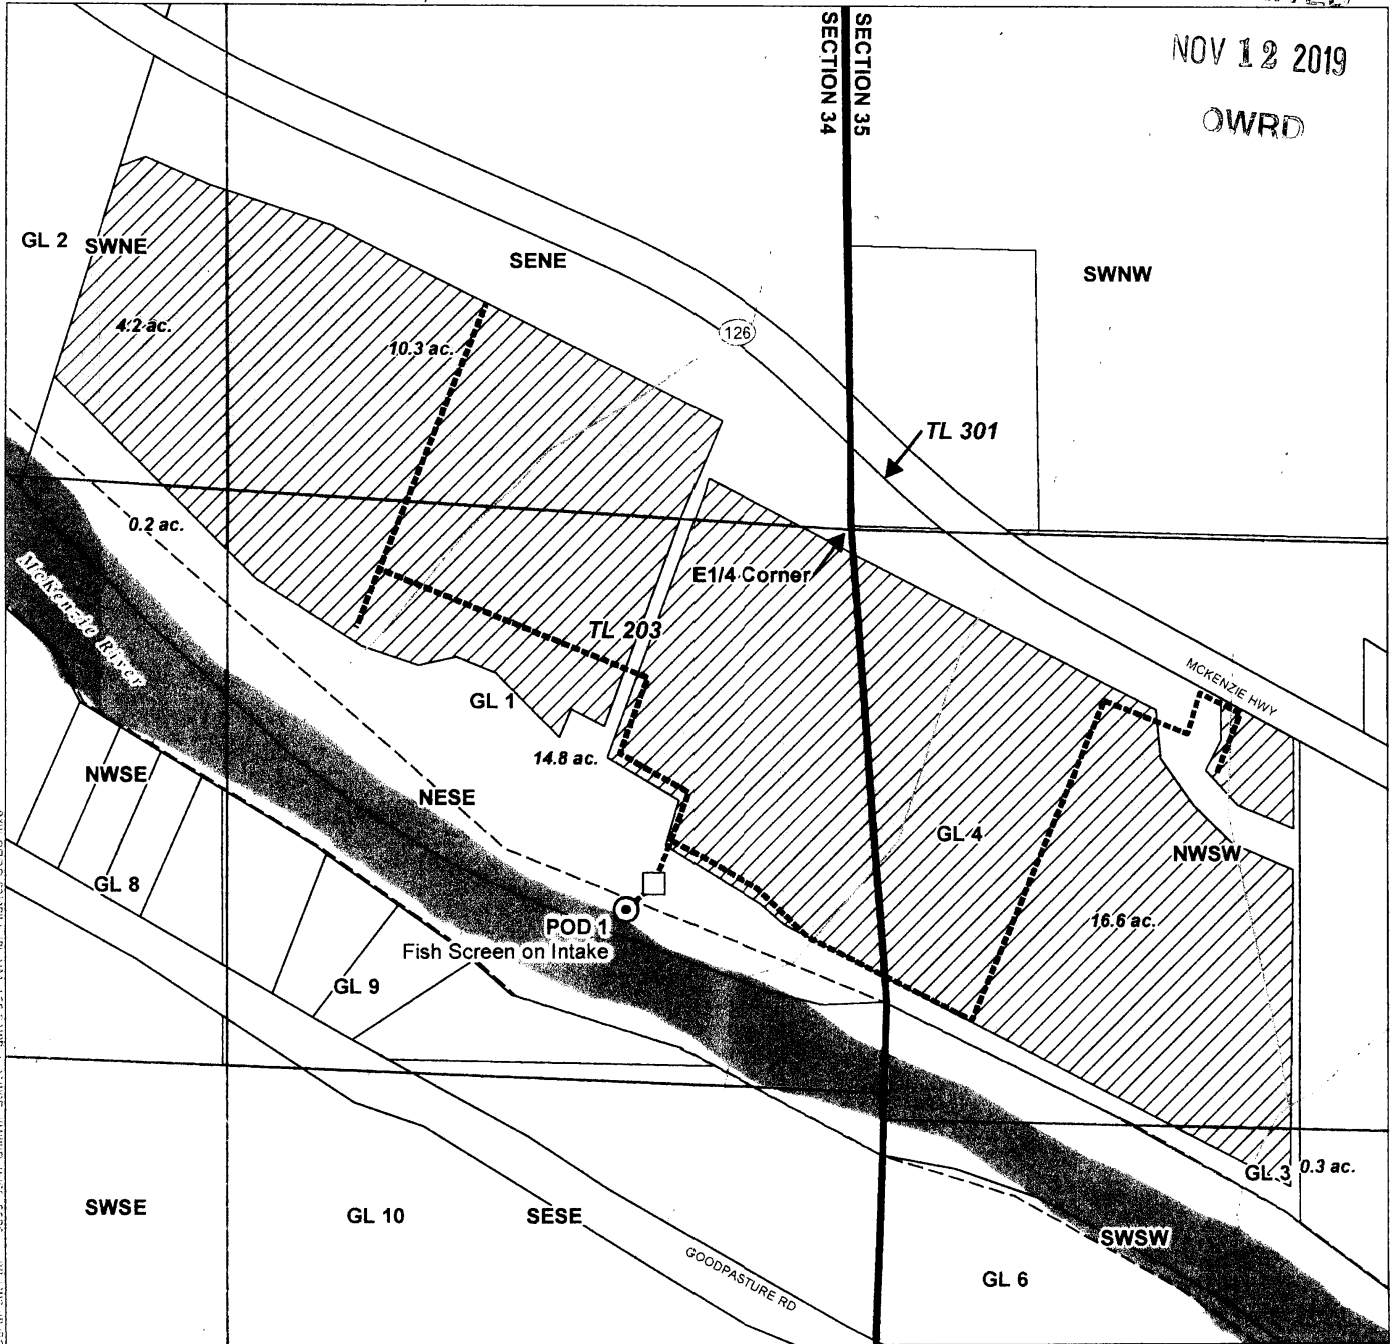 NOV 12 2019
OWRD
SECTION 34
SECTION 35
GL 2
SWNE
SENE
SWNW
4.2 ac.
10.3 ac.
126
TL 301
0.2 ac.
E1/4 Corner
McKenzie River
TL 203
MCKENZIE HWY
GL 1
14.8 ac.
NWSE
NESE
GL 4
NWSW
GL 8
16.6 ac.
POD 1
Fish Screen on Intake
GL 9
GL 3
0.3 ac.
SWSE
GL 10
SESE
SWSW
GOODPASTURE RD
GL 6